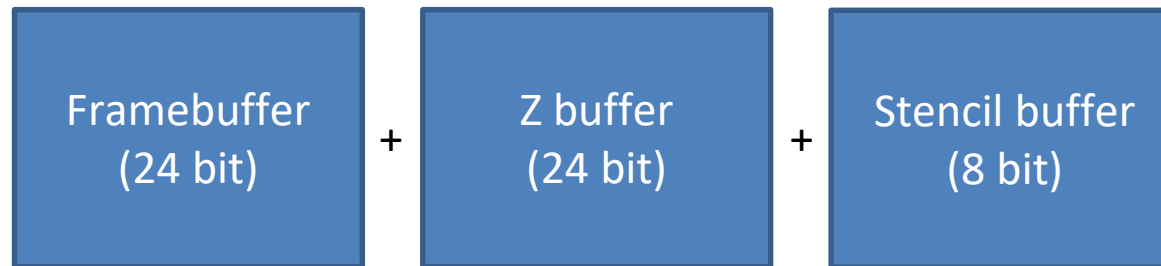 Framebuffer
(24 bit)
+
Z buffer
(24 bit)
+
Stencil buffer
(8 bit)